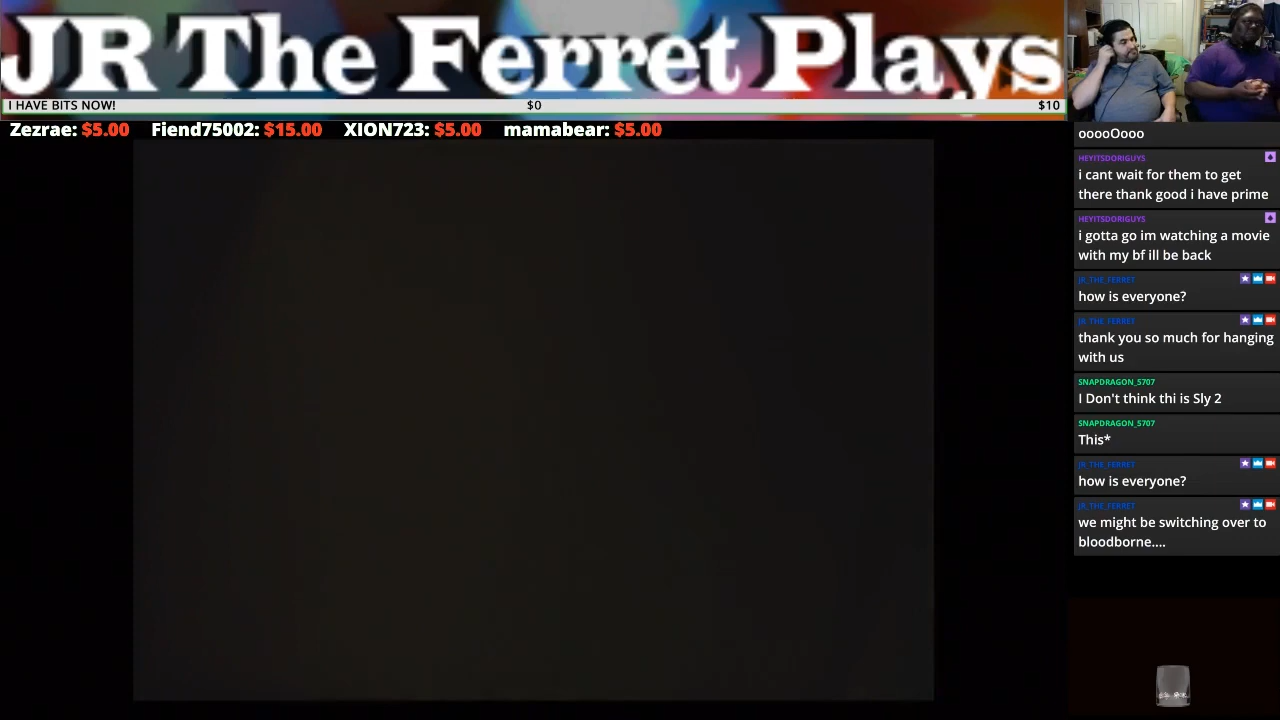 JR The Ferret Plays
I HAVE BITS NOW! $0 $10
Zezrae: $5.00 Fiend75002: $15.00 XION723: $5.00 mamabear: $5.00
ooooOooo
HEYITSDORIGUYS
i cant wait for them to get
there thank good i have prime
HEYITSDORIGUYS
i gotta go im watching a movie
with my bf ill be back
JR_THE_FERRET
how is everyone?
JR_THE_FERRET
thank you so much for hanging
with us
SNAPDRAGON_5707
I Don't think thi is Sly 2
SNAPDRAGON_5707
This*
JR_THE_FERRET
how is everyone?
JR_THE_FERRET
we might be switching over to
bloodborne....